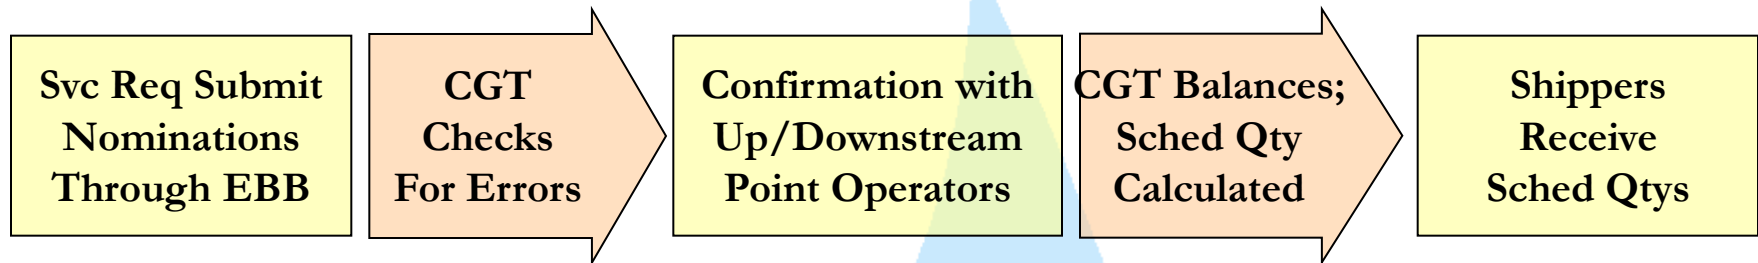 Svc Req Submit
Nominations
Through EBB
CGT
Checks
For Errors
Confirmation with
Up/Downstream
Point Operators
CGT Balances;
Sched Qty
Calculated
Shippers
Receive
Sched Qtys